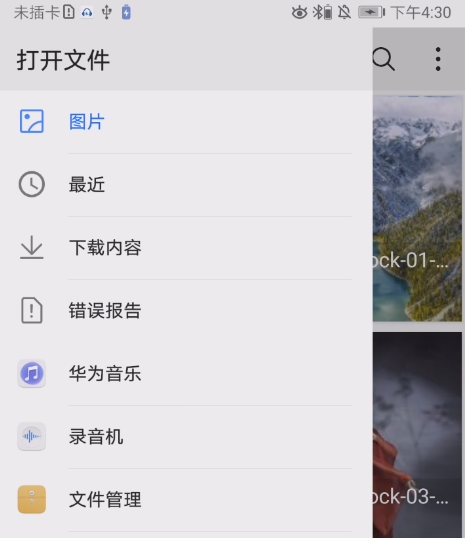 未插卡 下午4:30
打开文件
图片
最近
下载内容
ock-01-...
错误报告
华为音乐
录音机
文件管理
ock-03-...